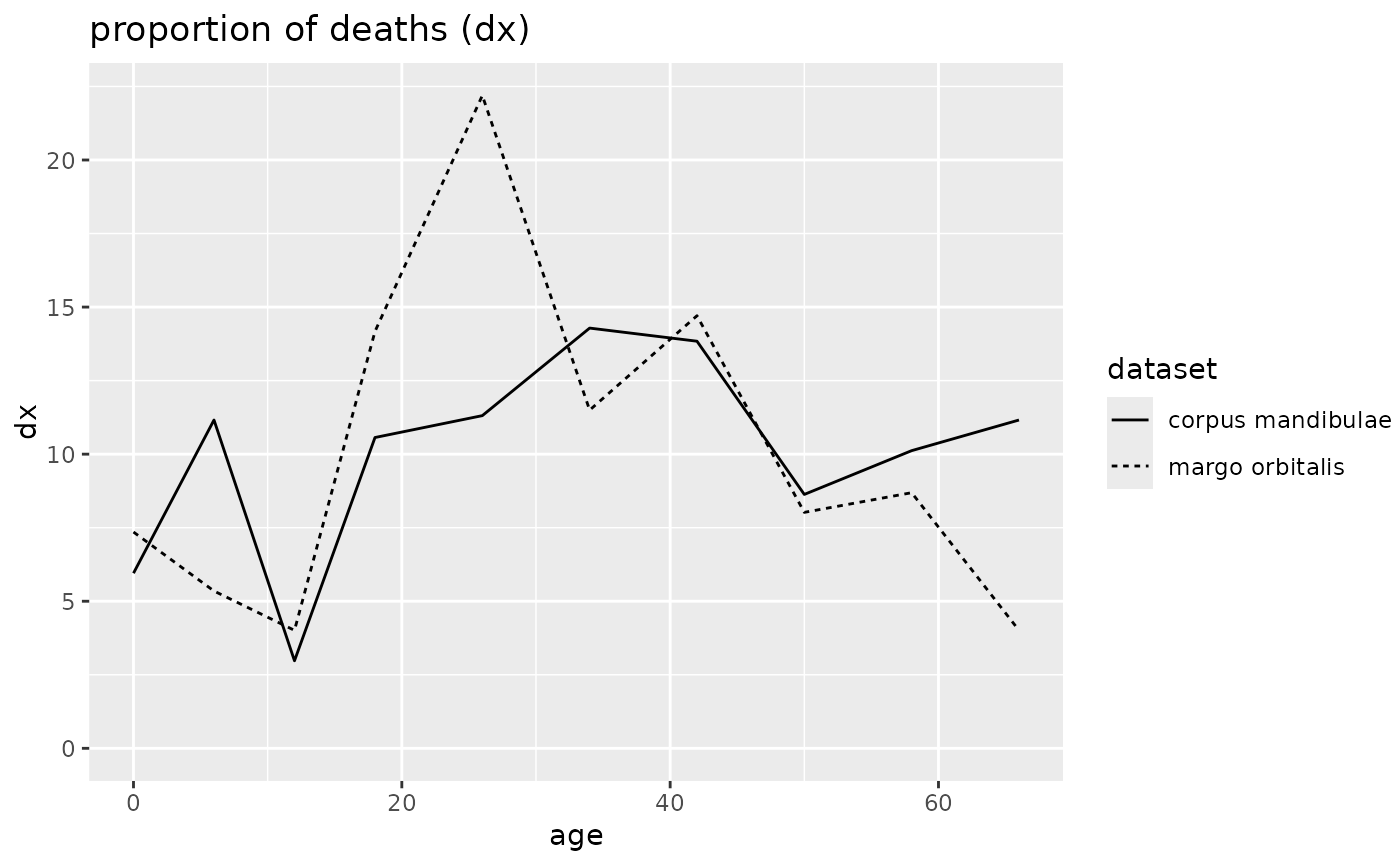 proportion of deaths (dx)
20
15
10
5
0
dx
0 20 40 60
age
dataset
corpus mandibulae
margo orbitalis